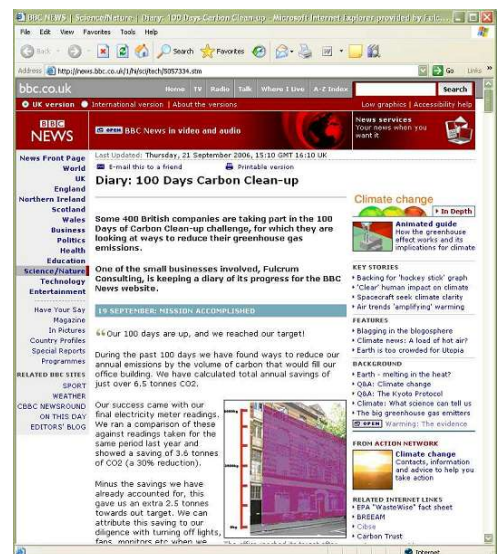 BBC NEWS | Science/Nature | Diary: 100 Days Carbon Clean-up - Microsoft Internet Explorer provided by Fulc...
File Edit View Favorites Tools Help
Back Search Favorites
Address http://news.bbc.co.uk/1/hi/sci/tech/5057334.stm Go Links »
bbc.co.uk Home TV Radio Talk Where I Live A-Z Index Search
UK version International version | About the versions Low graphics | Accessibility help
BBC NEWS
OPEN BBC News in video and audio
News services
Your news when you want it
News Front Page
World
UK
England
Northern Ireland
Scotland
Wales
Business
Politics
Health
Education
Science/Nature
Technology
Entertainment
Have Your Say
Magazine
In Pictures
Country Profiles
Special Reports
Programmes
RELATED BBC SITES
SPORT
WEATHER
CBBC NEWSROUND
ON THIS DAY
EDITORS' BLOG
Last Updated: Thursday, 21 September 2006, 15:10 GMT 16:10 UK
E-mail this to a friend Printable version
Diary: 100 Days Carbon Clean-up
Some 400 British companies are taking part in the 100
Days of Carbon Clean-up challenge, for which they are
looking at ways to reduce their greenhouse gas
emissions.
One of the small businesses involved, Fulcrum
Consulting, is keeping a diary of its progress for the BBC
News website.
19 SEPTEMBER: MISSION ACCOMPLISHED
“Our 100 days are up, and we reached our target!
During the past 100 days we have found ways to reduce our
annual emissions by the volume of carbon that would fill our
office building. We have calculated total annual savings of
just over 6.5 tonnes CO2.
Our success came with our
final electricity meter readings.
We ran a comparison of these
against readings taken for the
same period last year and
showed a saving of 3.6 tonnes
of CO2 (a 30% reduction).
Minus the savings we have
already accounted for, this
gave us an extra 2.5 tonnes
towards out target. We can
attribute this saving to our
diligence with turning off lights,
fans, monitors etc when we
The office reached its target after
Climate change
In Depth
Animated guide
How the greenhouse
effect works and its
implications for climate
KEY STORIES
Backing for 'hockey stick' graph
'Clear' human impact on climate
Spacecraft seek climate clarity
Air trends 'amplifying' warming
FEATURES
Blagging in the blogosphere
Climate news: A load of hot air?
Earth is too crowded for Utopia
BACKGROUND
Earth - melting in the heat?
Q&A: Climate change
Q&A: The Kyoto Protocol
Climate: What science can tell us
The big greenhouse gas emitters
OPEN Warming: The evidence
FROM ACTION NETWORK
Climate change
Contacts, information
and advice to help you
take action
RELATED INTERNET LINKS
EPA "WasteWise" fact sheet
BREEAM
Cibse
Carbon Trust
Internet